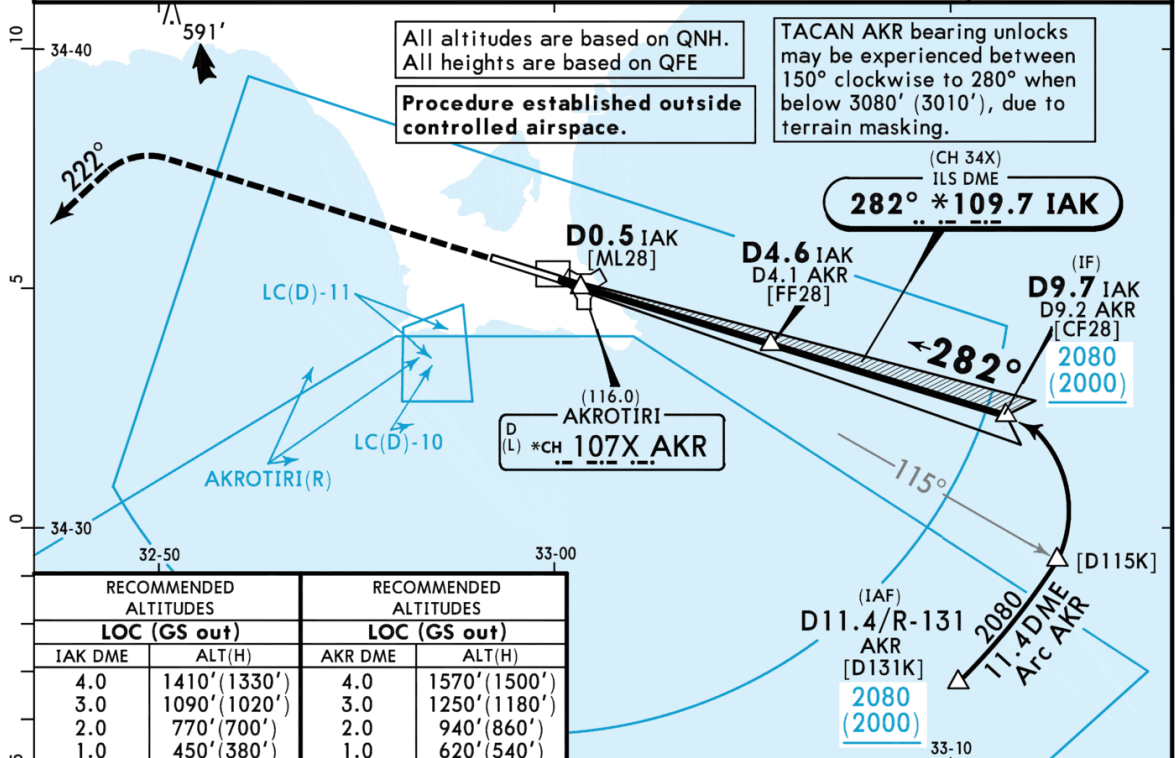 10
34-40
591'
All altitudes are based on QNH.
All heights are based on QFE
Procedure established outside
controlled airspace.
TACAN AKR bearing unlocks
may be experienced between
150° clockwise to 280° when
below 3080' (3010'), due to
terrain masking.
222°
(CH 34X)
ILS DME
282° *109.7 IAK
D0.5 IAK
[ML28]
D4.6 IAK
D4.1 AKR
[FF28]
(IF)
D9.7 IAK
D9.2 AKR
[CF28]
2080
(2000)
5
LC(D)-11
282°
(116.0)
AKROTIRI
D
(L) *CH 107X AKR
LC(D)-10
AKROTIRI(R)
115°
0
34-30
32-50
33-00
[D115K]
2080
11.4 DME
Arc AKR
(IAF)
D11.4/R-131
AKR
[D131K]
2080
(2000)
33-10
RECOMMENDED ALTITUDES
LOC (GS out)
IAK DME ALT(H)
4.0 1410'(1330')
3.0 1090'(1020')
2.0 770'(700')
1.0 450'(380')
RECOMMENDED ALTITUDES
LOC (GS out)
AKR DME ALT(H)
4.0 1570'(1500')
3.0 1250'(1180')
2.0 940'(860')
1.0 620'(540')
5